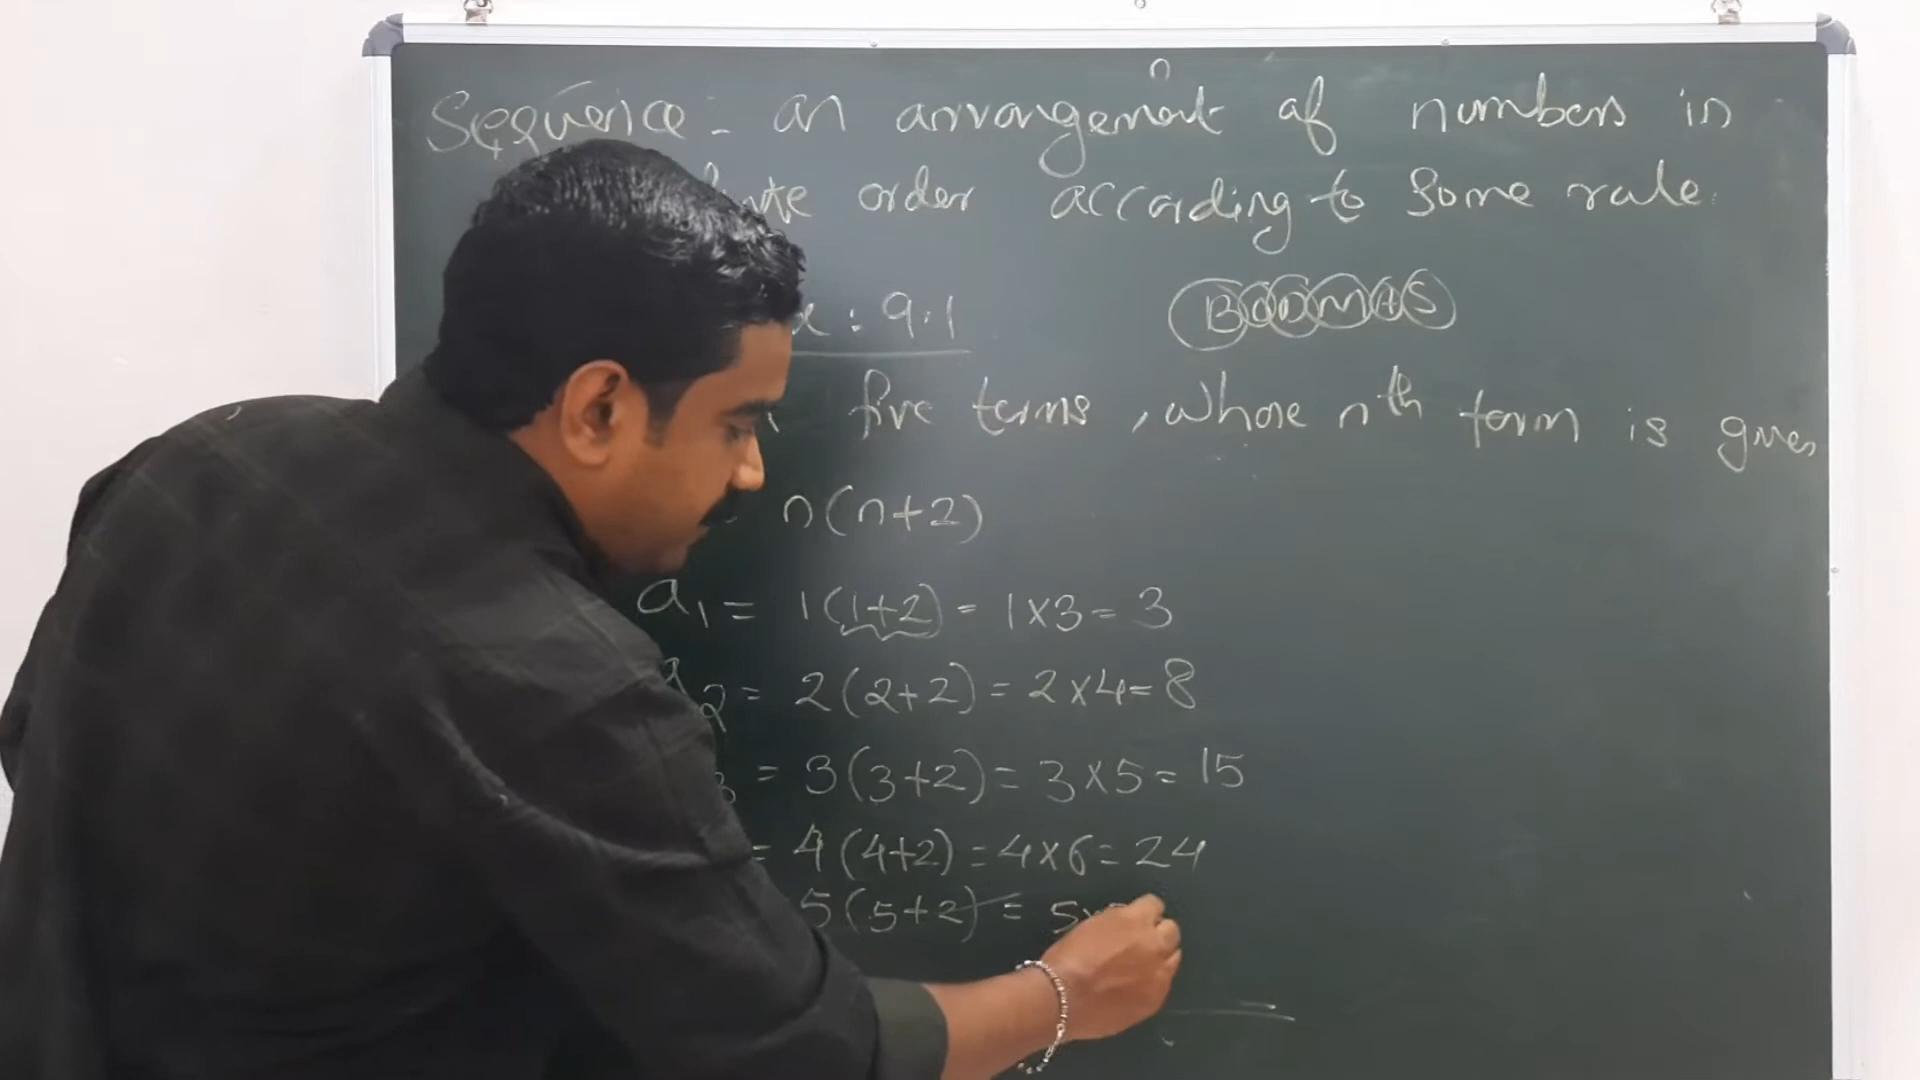 Sequence: an arrangement of numbers in
order according to some rule.
: 9.1
BODMAS
five terms, whose nth term is given
n(n+2)
a1 = 1(1+2) = 1×3 = 3
2 = 2(2+2) = 2×4 = 8
3 = 3(3+2) = 3×5 = 15
= 4(4+2) = 4×6 = 24
5(5+2) = 5×